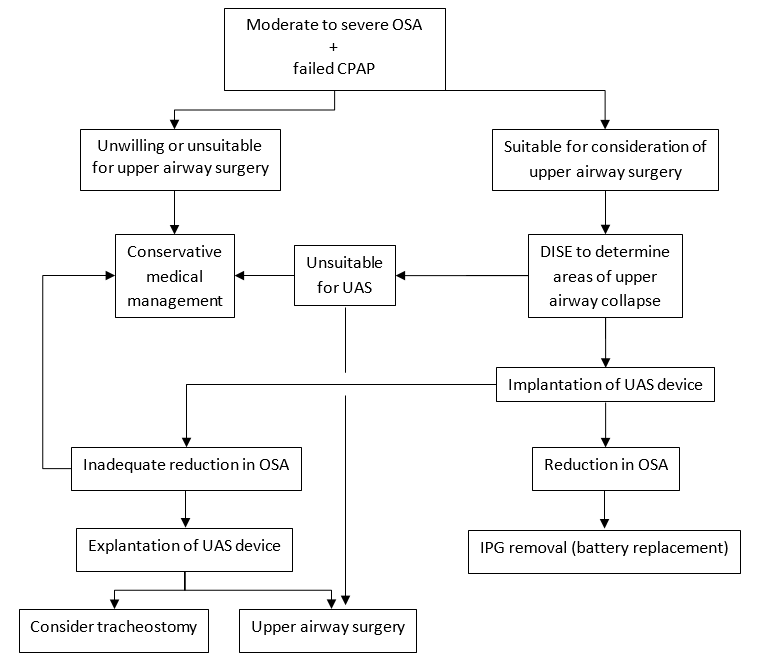 Moderate to severe OSA
+
failed CPAP
Unwilling or unsuitable
for upper airway surgery
Suitable for consideration of
upper airway surgery
Conservative
medical
management
Unsuitable
for UAS
DISE to determine
areas of upper
airway collapse
Implantation of UAS device
Inadequate reduction in OSA
Reduction in OSA
Explantation of UAS device
IPG removal (battery replacement)
Consider tracheostomy
Upper airway surgery